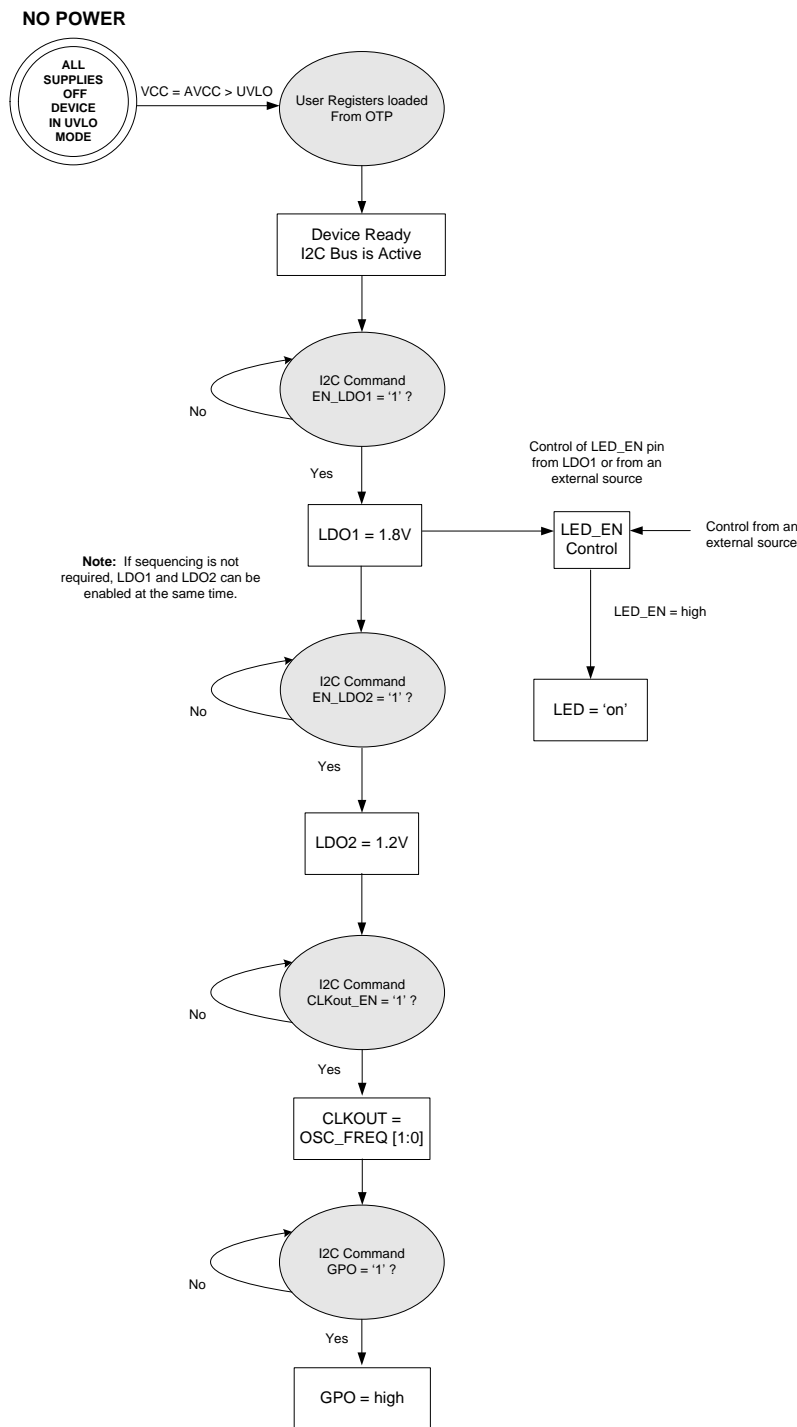 NO POWER
ALL
SUPPLIES
OFF
DEVICE
IN UVLO
MODE
VCC = AVCC > UVLO
User Registers loaded
From OTP
Device Ready
I2C Bus is Active
I2C Command
EN_LDO1 = ‘1’ ?
No
Yes
Control of LED_EN pin
from LDO1 or from an
external source
LDO1 = 1.8V
LED_EN
Control
Control from an
external source
Note: If sequencing is not
required, LDO1 and LDO2 can be
enabled at the same time.
LED_EN = high
I2C Command
EN_LDO2 = ‘1’ ?
No
LED = ‘on’
Yes
LDO2 = 1.2V
I2C Command
CLKout_EN = ‘1’ ?
No
Yes
CLKOUT =
OSC_FREQ [1:0]
I2C Command
GPO = ‘1’ ?
No
Yes
GPO = high